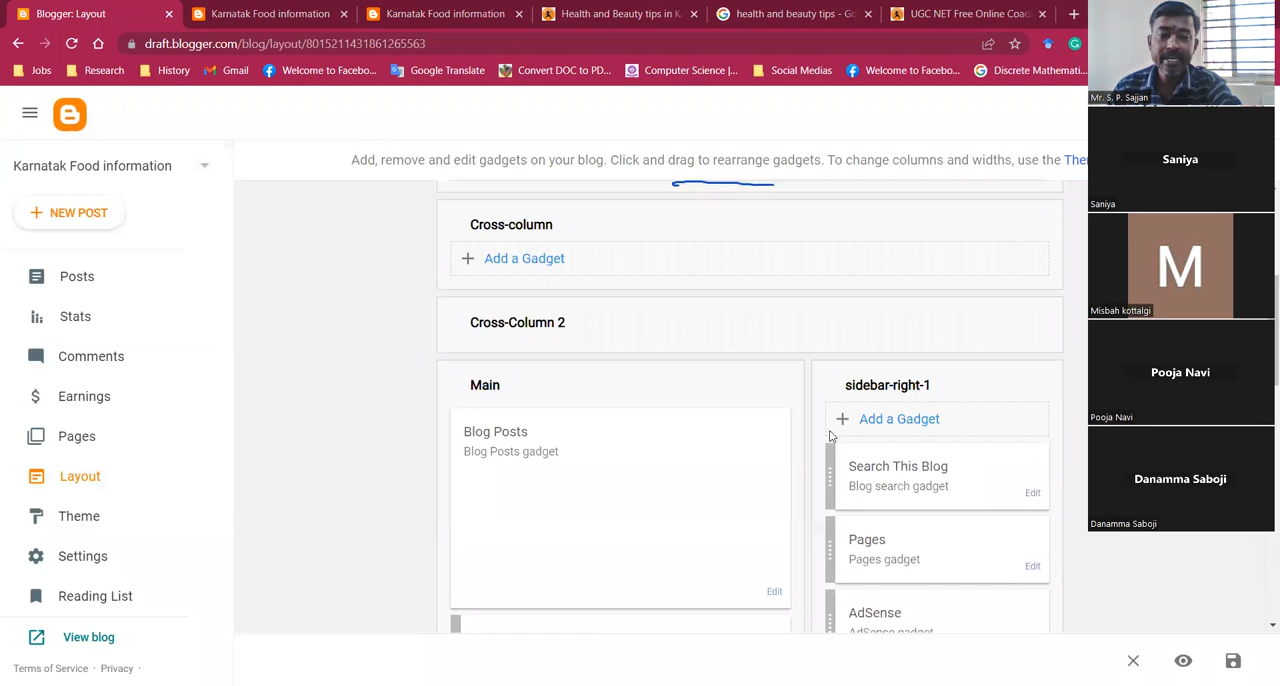 Blogger: Layout
Karnatak Food information
Karnatak Food information
Health and Beauty tips in K
health and beauty tips - Go
UGC NET Free Online Coac
draft.blogger.com/blog/layout/8015211431861265563
Jobs
Research
History
Gmail
Welcome to Facebo...
Google Translate
Convert DOC to PD...
Computer Science |...
Social Medias
Welcome to Facebo...
Discrete Mathemati...
Karnatak Food information
NEW POST
Posts
Stats
Comments
Earnings
Pages
Layout
Theme
Settings
Reading List
View blog
Terms of Service · Privacy ·
Add, remove and edit gadgets on your blog. Click and drag to rearrange gadgets. To change columns and widths, use the The
Cross-column
+ Add a Gadget
Cross-Column 2
Main
Blog Posts
Blog Posts gadget
Edit
sidebar-right-1
+ Add a Gadget
Search This Blog
Blog search gadget
Edit
Pages
Pages gadget
Edit
AdSense
AdSense gadget
Mr. S. P. Sajjan
Saniya
Saniya
M
Misbah kottalgi
Pooja Navi
Pooja Navi
Danamma Saboji
Danamma Saboji